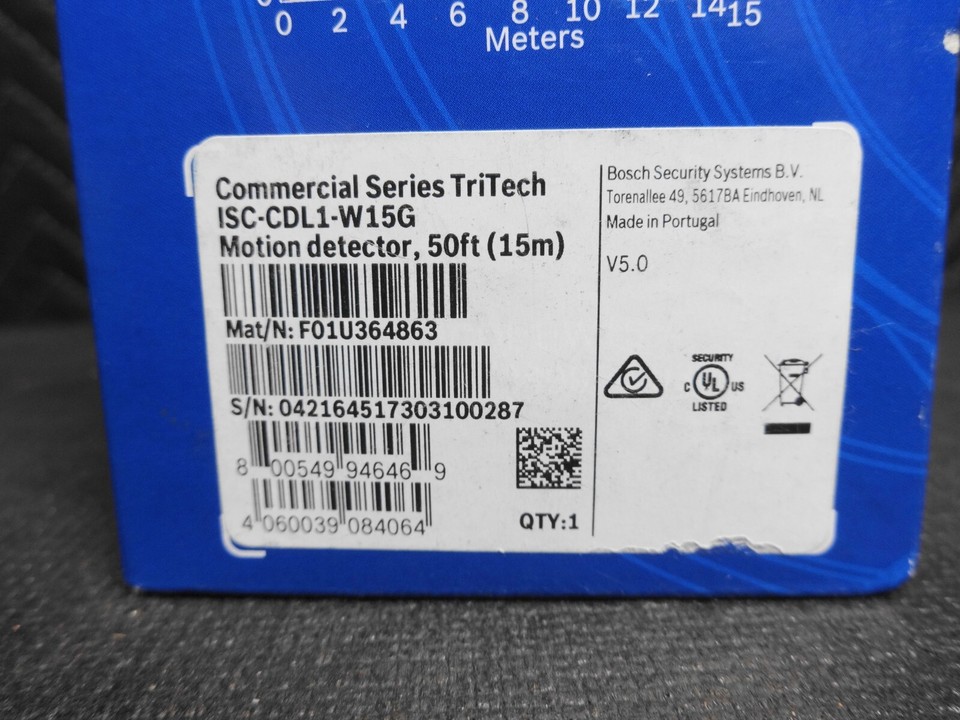 0 2 4 6 8 10 12 14 15
Meters
Commercial Series TriTech
ISC-CDL1-W15G
Motion detector, 50ft (15m)
Mat/N: F01U364863
S/N: 042164517303100287
8 00549 94646 9
4 060039 084064
QTY:1
Bosch Security Systems B.V.
Torenallee 49, 5617BA Eindhoven, NL
Made in Portugal
V5.0
SECURITY
C UL US
LISTED